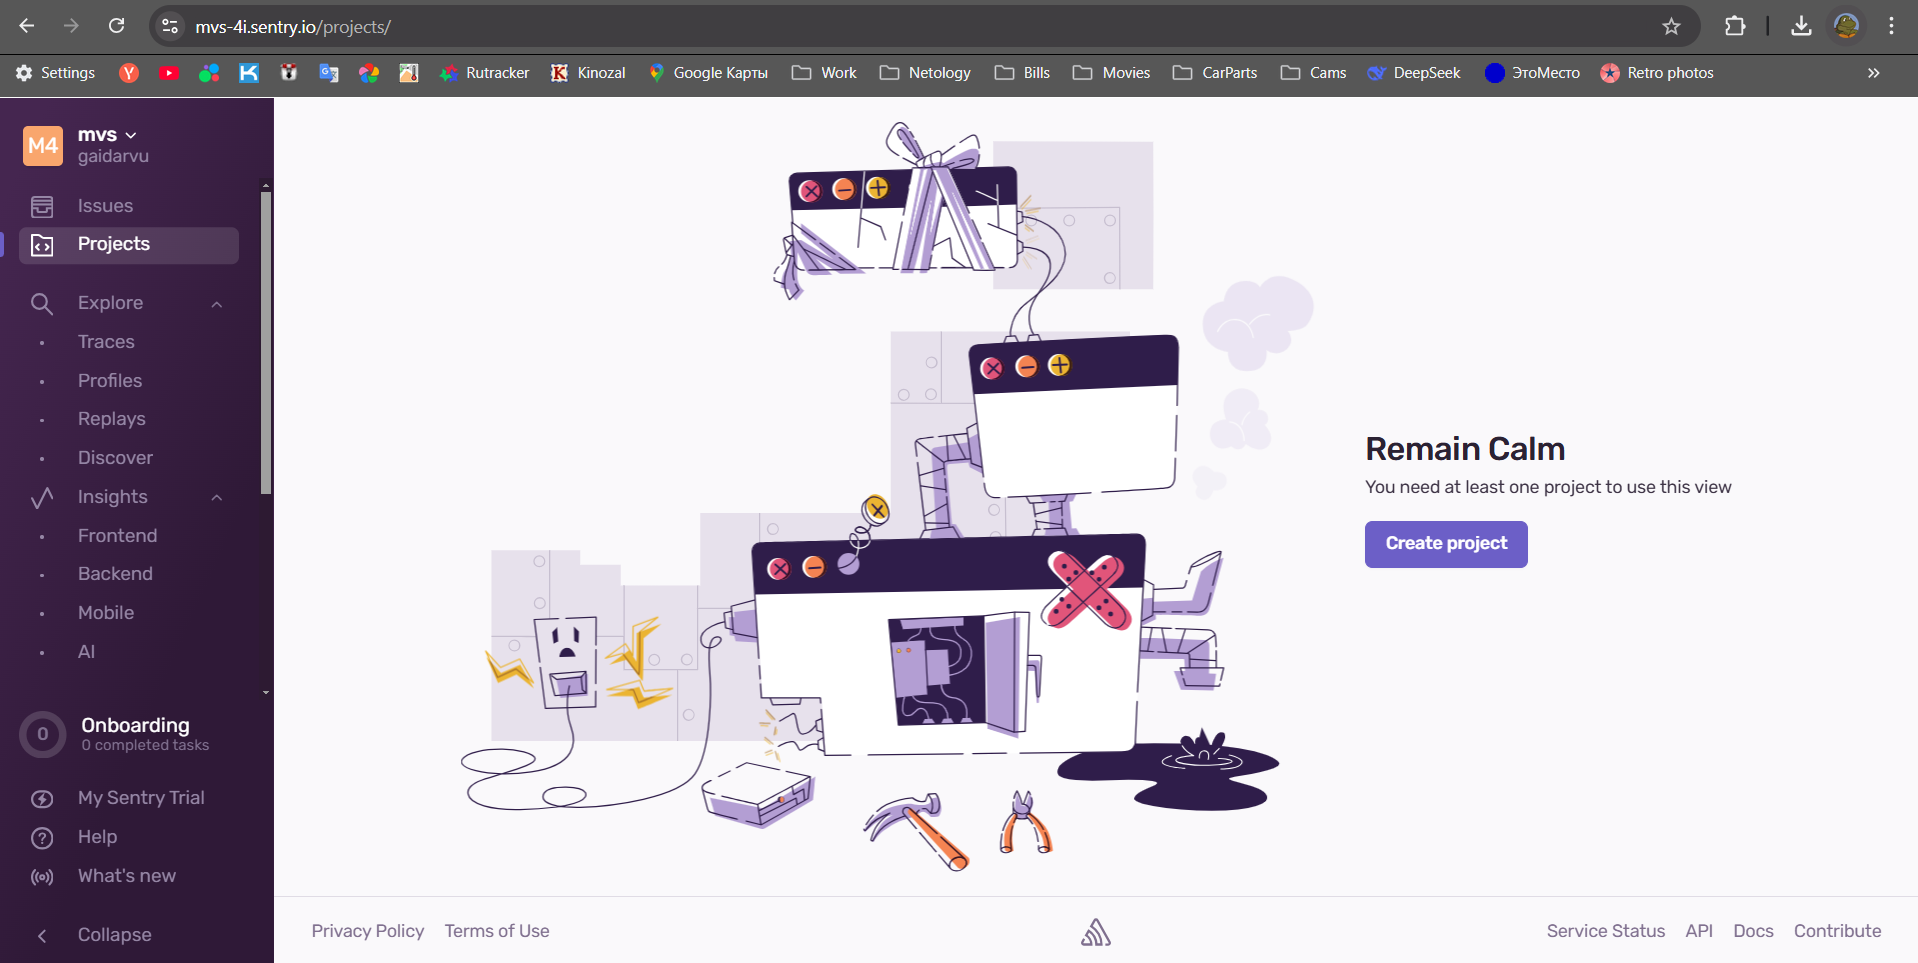 mvs-4i.sentry.io/projects/
Settings Rutracker Kinozal Google Карты Work Netology Bills Movies CarParts Cams DeepSeek ЭтоМесто Retro photos
M4
mvs
gaidarvu
Issues
Projects
Explore
Traces
Profiles
Replays
Discover
Insights
Frontend
Backend
Mobile
AI
0
Onboarding
0 completed tasks
My Sentry Trial
Help
What's new
Collapse
Remain Calm
You need at least one project to use this view
Create project
Privacy Policy Terms of Use
Service Status API Docs Contribute